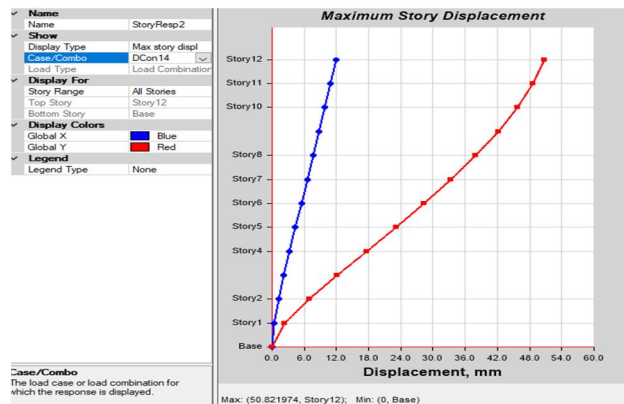 Name
Name StoryResp2
Show
Display Type Max story displ
Case/Combo DCon14
Load Type Load Combination
Display For
Story Range All Stories
Top Story Story12
Bottom Story Base
Display Colors
Global X Blue
Global Y Red
Legend
Legend Type None
Case/Combo
The load case or load combination for
which the response is displayed.
Maximum Story Displacement
Story12
Story11
Story10
Story8
Story7
Story6
Story5
Story4
Story2
Story1
Base
0.0 6.0 12.0 18.0 24.0 30.0 36.0 42.0 48.0 54.0 60.0
Displacement, mm
Max: (50.821974, Story12); Min: (0, Base)